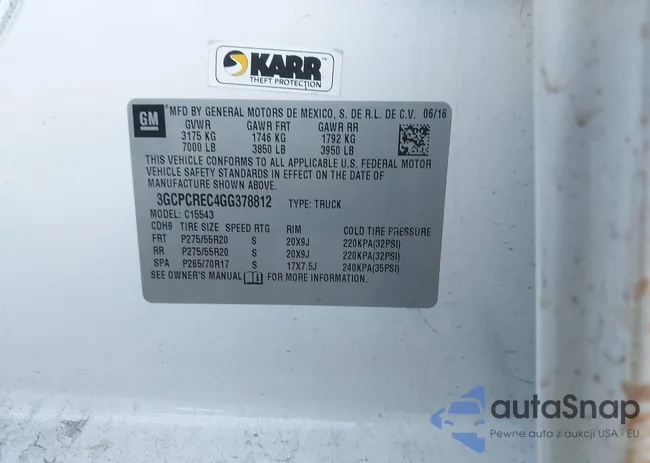 KARR™
THEFT PROTECTION
GM
MFD BY GENERAL MOTORS DE MEXICO, S. DE R.L. DE C.V. 06/16
GVWR GAWR FRT GAWR RR
3175 KG 1746 KG 1792 KG
7000 LB 3850 LB 3950 LB
THIS VEHICLE CONFORMS TO ALL APPLICABLE U.S. FEDERAL MOTOR
VEHICLE SAFETY STANDARDS IN EFFECT ON THE DATE OF
MANUFACTURE SHOWN ABOVE.
3GCPCREC4GG378812 TYPE: TRUCK
MODEL: C15543
CDH9 TIRE SIZE SPEED RTG RIM COLD TIRE PRESSURE
FRT P275/55R20 S 20X9J 220KPA(32PSI)
RR P275/55R20 S 20X9J 220KPA(32PSI)
SPA P265/70R17 S 17X7.5J 240KPA(35PSI)
SEE OWNER'S MANUAL FOR MORE INFORMATION.
autaSnap
Pewne auta z aukcji USA i EU